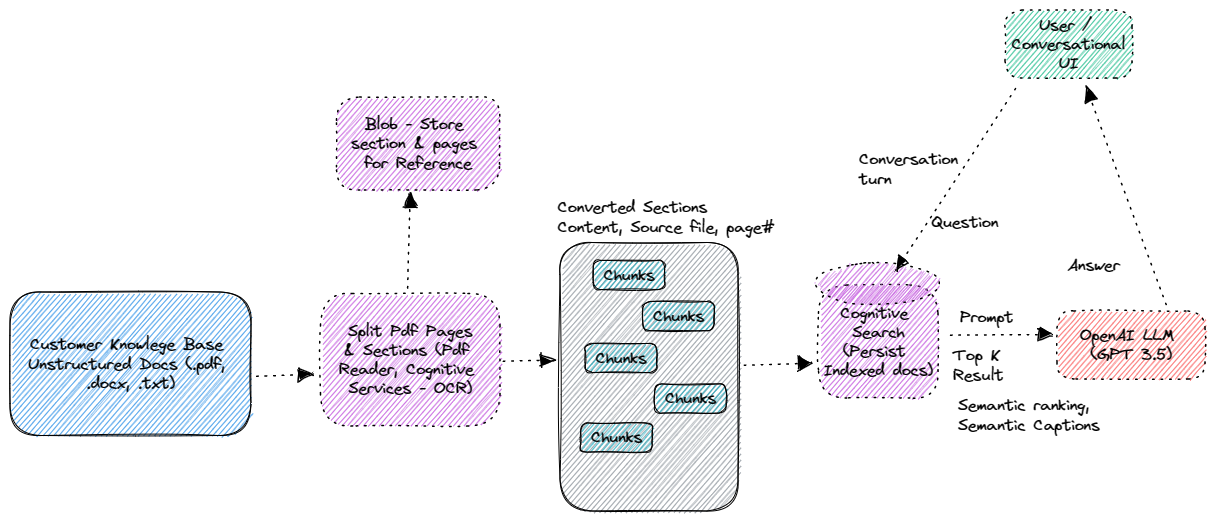 User /
Conversational
UI
Blob - Store
section & pages
for Reference
Conversation
turn
Converted Sections
Content, Source file, page#
Question
Chunks
Answer
Customer Knowlege Base
Unstructured Docs (.pdf,
.docx, .txt)
Split Pdf Pages
& Sections (Pdf
Reader, Cognitive
Services - OCR)
Chunks
Chunks
Chunks
Chunks
Cognitive
Search
(Persist
Indexed docs)
Prompt
Top K
Result
Semantic ranking,
Semantic Captions
OpenAI LLM
(GPT 3.5)